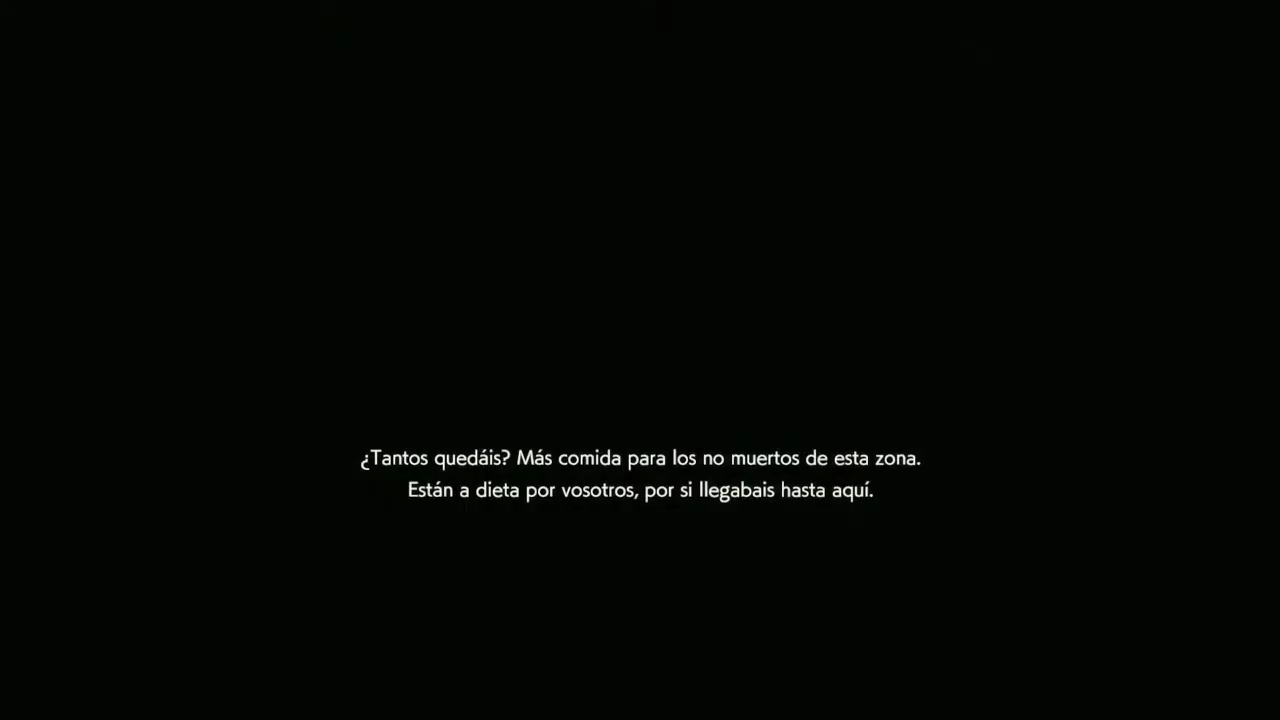 ¿Tantos quedáis? Más comida para los no muertos de esta zona.
Están a dieta por vosotros, por si llegabais hasta aquí.